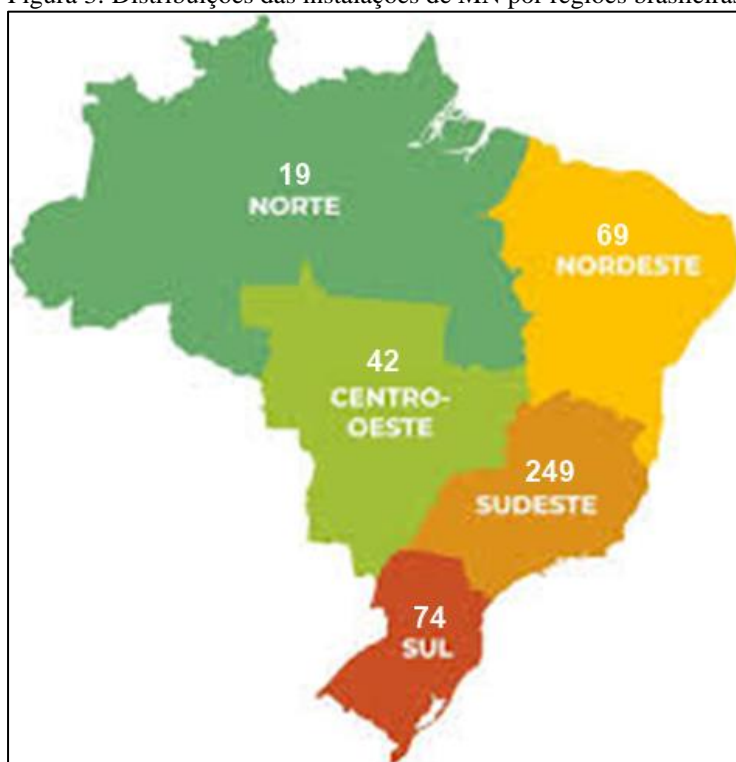 Figura 3: Distribuições das instalações de MN por regiões brasileiras
19
NORTE
69
NORDESTE
42
CENTRO-
OESTE
249
SUDESTE
74
SUL